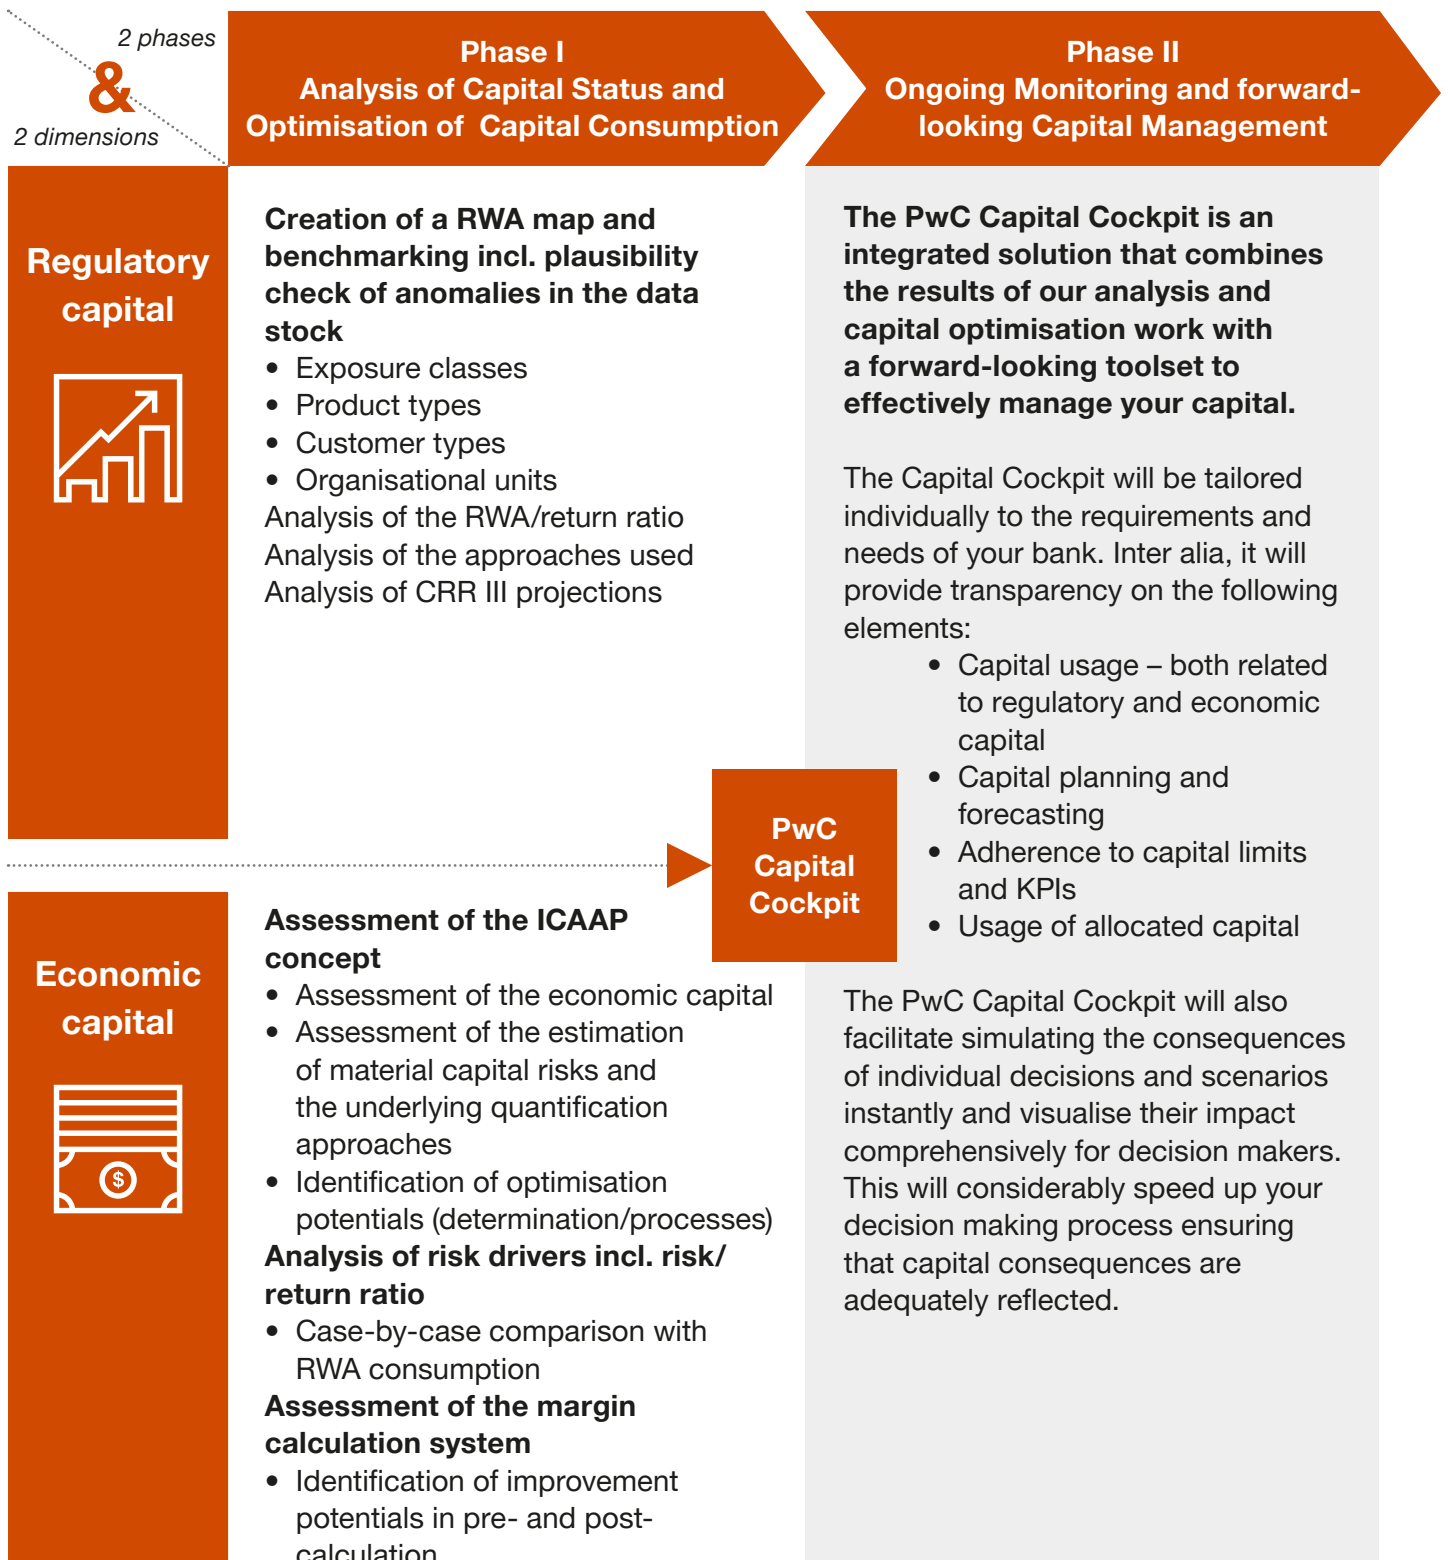 2 phases
&
2 dimensions
Phase I
Analysis of Capital Status and
Optimisation of Capital Consumption
Phase II
Ongoing Monitoring and forward-
looking Capital Management
Regulatory
capital
Creation of a RWA map and
benchmarking incl. plausibility
check of anomalies in the data
stock
• Exposure classes
• Product types
• Customer types
• Organisational units
Analysis of the RWA/return ratio
Analysis of the approaches used
Analysis of CRR III projections
The PwC Capital Cockpit is an
integrated solution that combines
the results of our analysis and
capital optimisation work with
a forward-looking toolset to
effectively manage your capital.
The Capital Cockpit will be tailored
individually to the requirements and
needs of your bank. Inter alia, it will
provide transparency on the following
elements:
• Capital usage – both related
to regulatory and economic
capital
• Capital planning and
forecasting
• Adherence to capital limits
and KPIs
• Usage of allocated capital
The PwC Capital Cockpit will also
facilitate simulating the consequences
of individual decisions and scenarios
instantly and visualise their impact
comprehensively for decision makers.
This will considerably speed up your
decision making process ensuring
that capital consequences are
adequately reflected.
PwC
Capital
Cockpit
Economic
capital
$
Assessment of the ICAAP
concept
• Assessment of the economic capital
• Assessment of the estimation
of material capital risks and
the underlying quantification
approaches
• Identification of optimisation
potentials (determination/processes)
Analysis of risk drivers incl. risk/
return ratio
• Case-by-case comparison with
RWA consumption
Assessment of the margin
calculation system
• Identification of improvement
potentials in pre- and post-
calculation